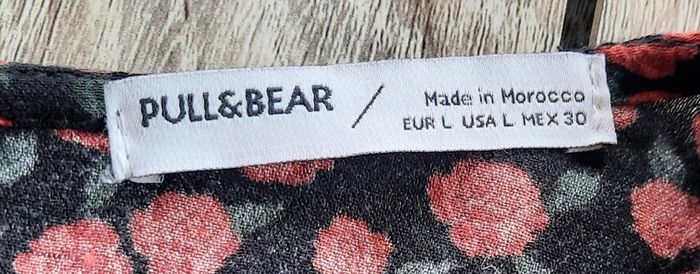 PULL&BEAR / Made in Morocco
EUR L USA L MEX 30